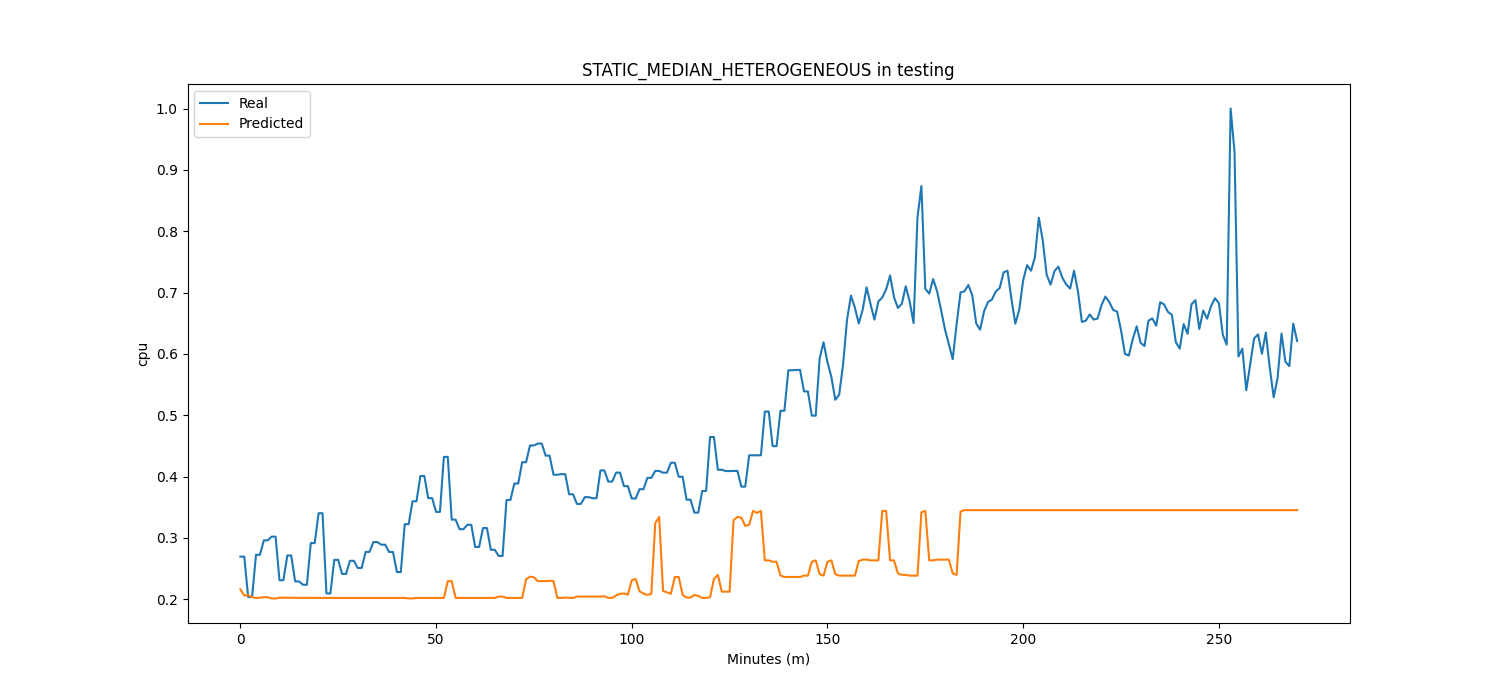 STATIC_MEDIAN_HETEROGENEOUS in testing
Real
Predicted
1.0
0.9
0.8
0.7
0.6
0.5
0.4
0.3
0.2
cpu
0 50 100 150 200 250
Minutes (m)